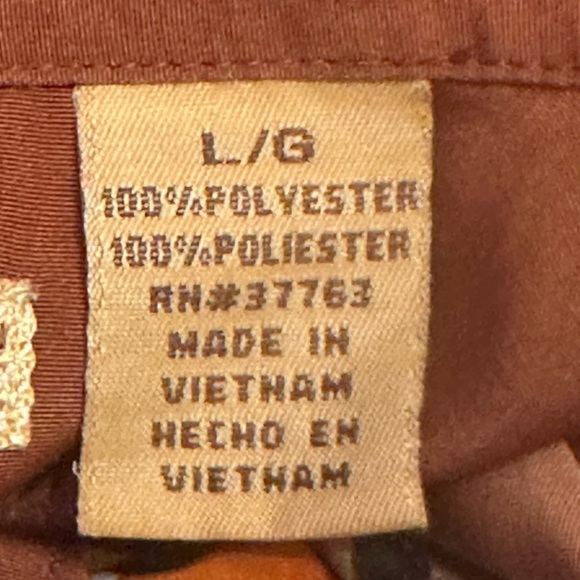 L/G
100%POLYESTER
100%POLIESTER
RN#37763
MADE IN
VIETNAM
HECHO EN
VIETNAM